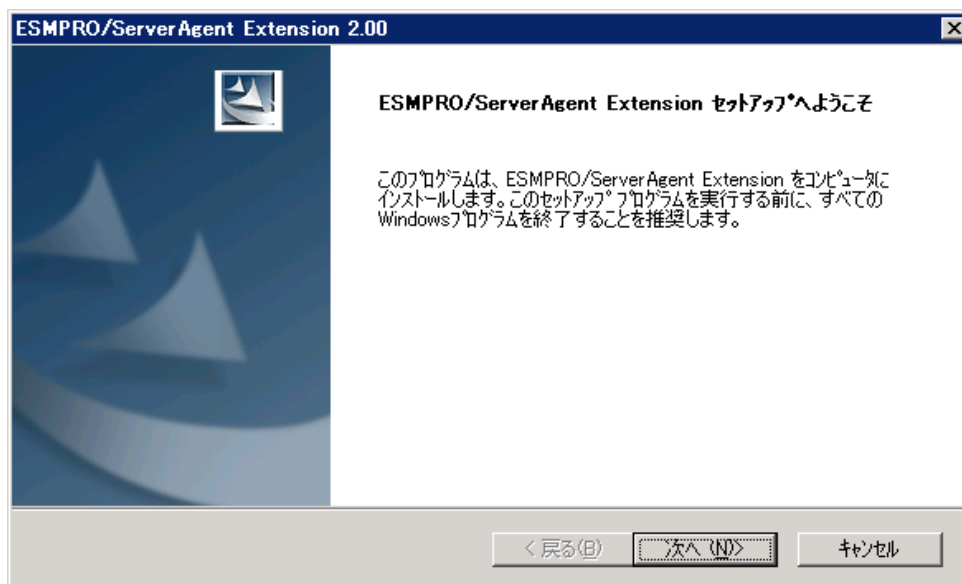 ESMPRO/ServerAgent Extension 2.00
ESMPRO/ServerAgent Extension ｾｯﾄｱｯﾌﾟへようこそ
このﾌﾟﾛｸﾞﾗﾑは、ESMPRO/ServerAgent Extension をｺﾝﾋﾟｭｰﾀに
ｲﾝｽﾄｰﾙします。このｾｯﾄｱｯﾌﾟ ﾌﾟﾛｸﾞﾗﾑを実行する前に、すべての
Windowsﾌﾟﾛｸﾞﾗﾑを終了することを推奨します。
< 戻る(B)
次へ (N)>
ｷｬﾝｾﾙ